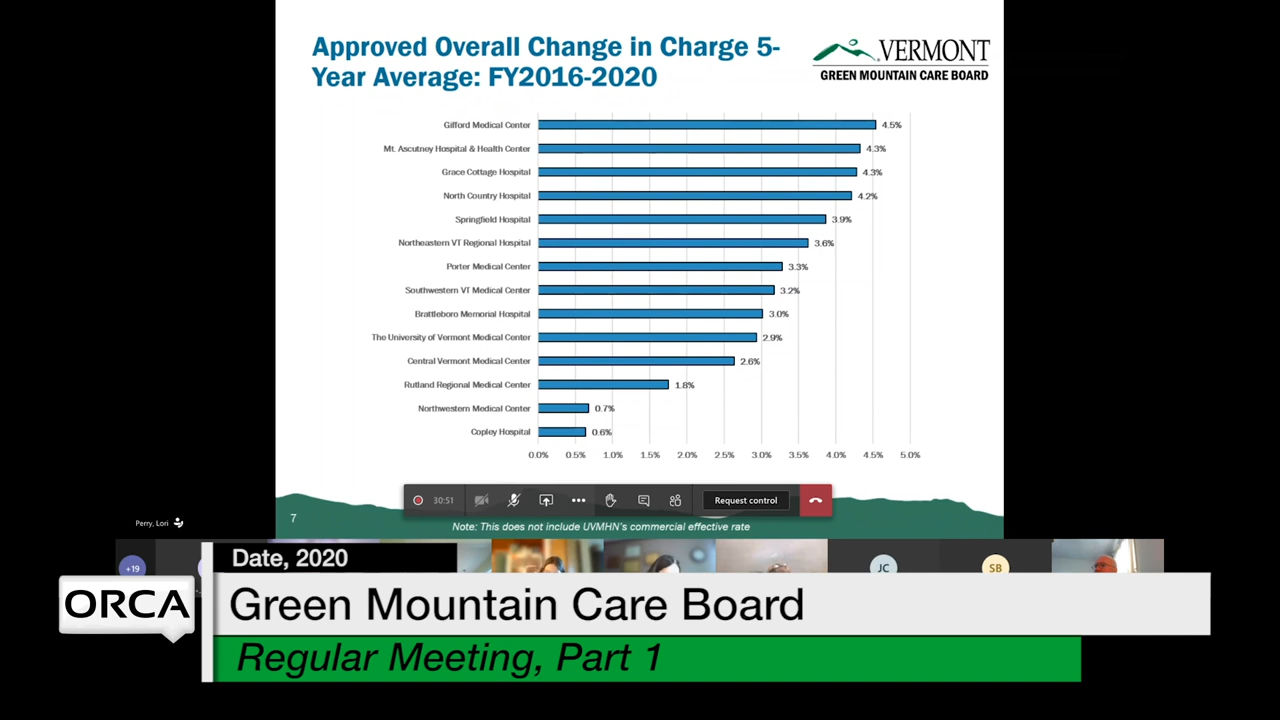 Approved Overall Change in Charge 5-
Year Average: FY2016-2020
VERMONT
GREEN MOUNTAIN CARE BOARD
Gifford Medical Center 4.5%
Mt. Ascutney Hospital & Health Center 4.3%
Grace Cottage Hospital 4.3%
North Country Hospital 4.2%
Springfield Hospital 3.9%
Northeastern VT Regional Hospital 3.6%
Porter Medical Center 3.3%
Southwestern VT Medical Center 3.2%
Brattleboro Memorial Hospital 3.0%
The University of Vermont Medical Center 2.9%
Central Vermont Medical Center 2.6%
Rutland Regional Medical Center 1.8%
Northwestern Medical Center 0.7%
Copley Hospital 0.6%
0.0% 0.5% 1.0% 1.5% 2.0% 2.5% 3.0% 3.5% 4.0% 4.5% 5.0%
30:51 Request control
7
Note: This does not include UVMHN's commercial effective rate
Perry, Lori
+19 JC SB
Date, 2020
ORCA
Green Mountain Care Board
Regular Meeting, Part 1